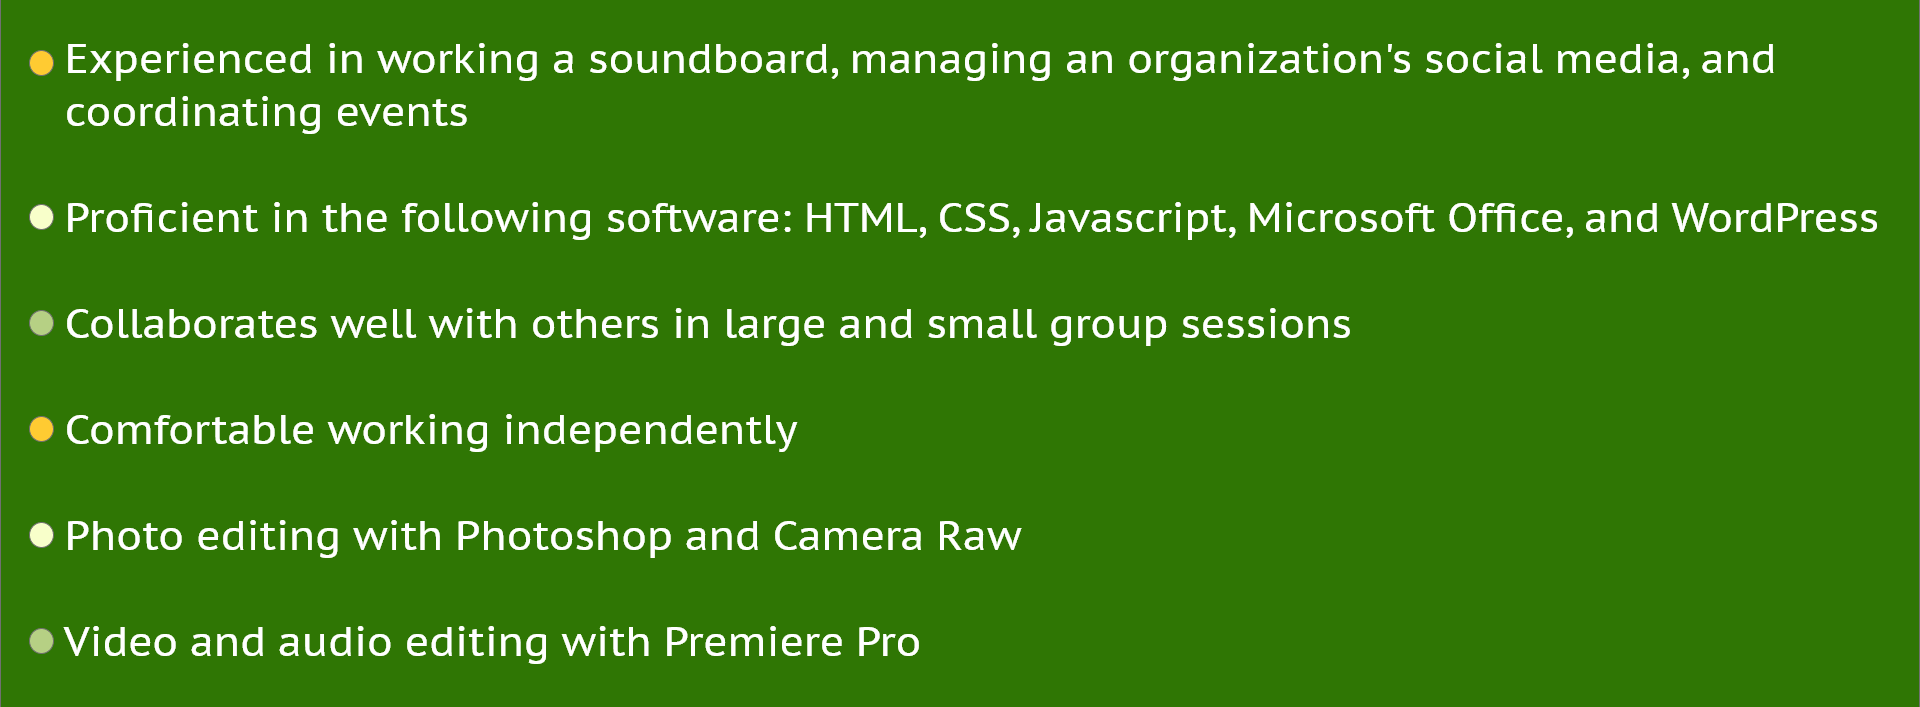 Experienced in working a soundboard, managing an organization's social media, and
coordinating events
Proficient in the following software: HTML, CSS, Javascript, Microsoft Office, and WordPress
Collaborates well with others in large and small group sessions
Comfortable working independently
Photo editing with Photoshop and Camera Raw
Video and audio editing with Premiere Pro